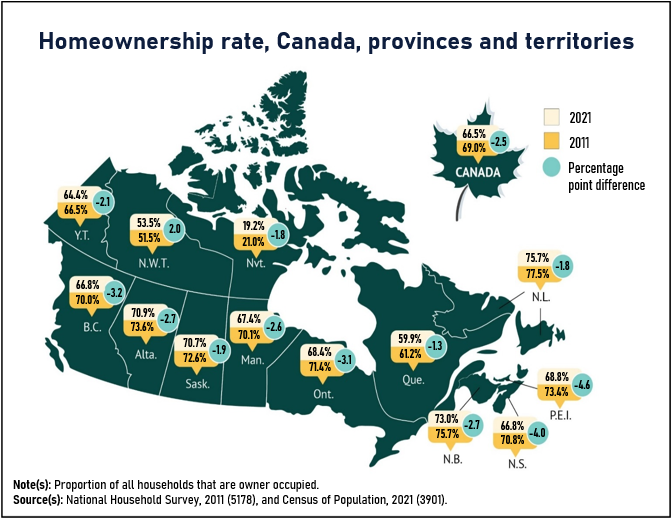 Homeownership rate, Canada, provinces and territories
66.5%
69.0%
-2.5
CANADA
2021
2011
Percentage
point difference
64.4%
66.5%
-2.1
Y.T.
53.5%
51.5%
2.0
N.W.T.
19.2%
21.0%
-1.8
Nvt.
75.7%
77.5%
-1.8
N.L.
66.8%
70.0%
-3.2
B.C.
70.9%
73.6%
-2.7
Alta.
70.7%
72.6%
-1.9
Sask.
67.4%
70.1%
-2.6
Man.
68.4%
71.4%
-3.1
Ont.
59.9%
61.2%
-1.3
Que.
68.8%
73.4%
-4.6
P.E.I.
73.0%
75.7%
-2.7
N.B.
66.8%
70.8%
-4.0
N.S.
Note(s): Proportion of all households that are owner occupied.
Source(s): National Household Survey, 2011 (5178), and Census of Population, 2021 (3901).